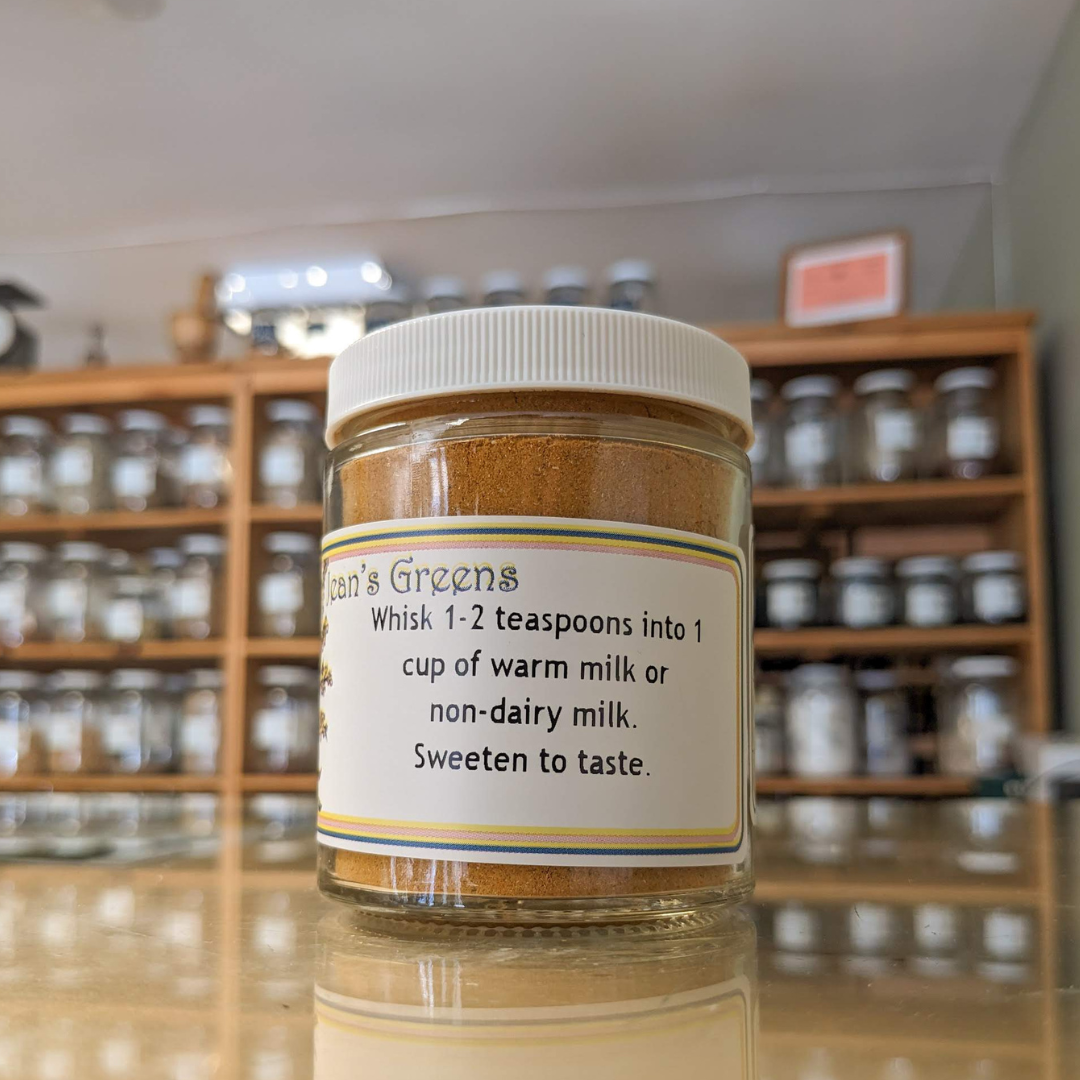 Jean's Greens
Whisk 1-2 teaspoons into 1
cup of warm milk or
non-dairy milk.
Sweeten to taste.